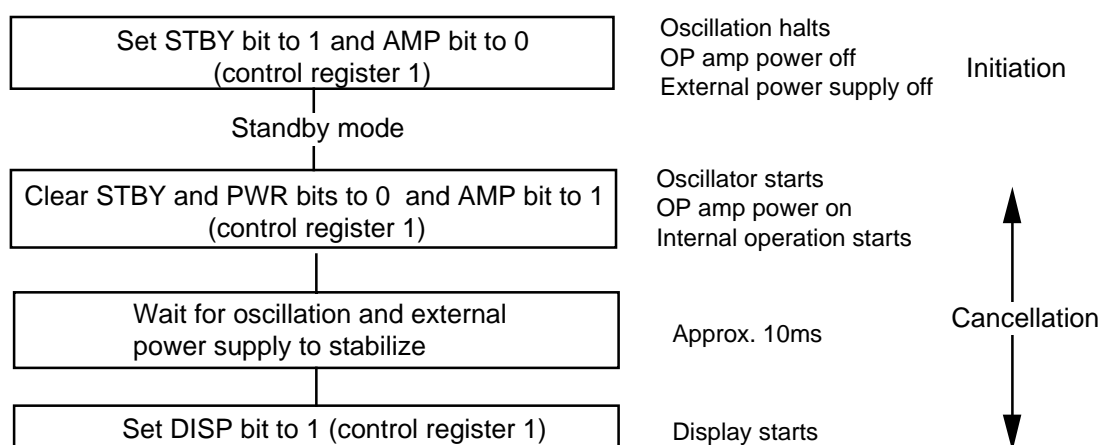 Set STBY bit to 1 and AMP bit to 0
(control register 1)
Oscillation halts
OP amp power off
External power supply off
Initiation
Standby mode
Clear STBY and PWR bits to 0 and AMP bit to 1
(control register 1)
Oscillator starts
OP amp power on
Internal operation starts
Wait for oscillation and external
power supply to stabilize
Approx. 10ms
Cancellation
Set DISP bit to 1 (control register 1)
Display starts